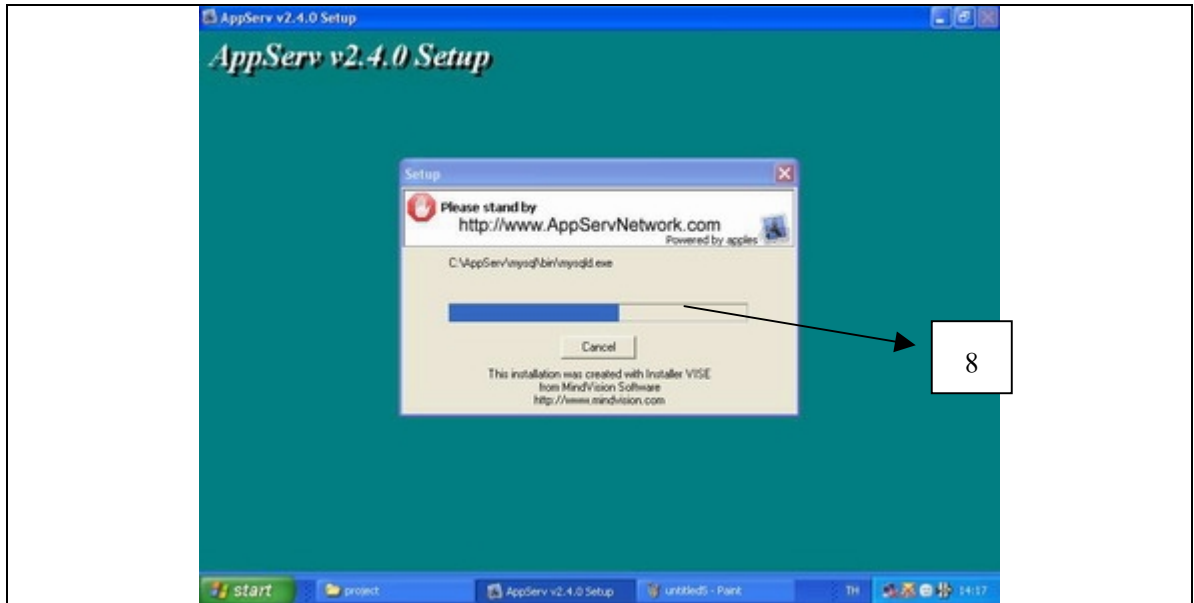 AppServ v2.4.0 Setup
AppServ v2.4.0 Setup
Setup
Please stand by
http://www.AppServNetwork.com
Powered by apples
C:\AppServ\mysql\bin\mysqld.exe
8
Cancel
This installation was created with Installer VISE
from MindVision Software
http://www.mindvision.com
start
project
AppServ v2.4.0 Setup
untitled5 - Paint
TH
14:17